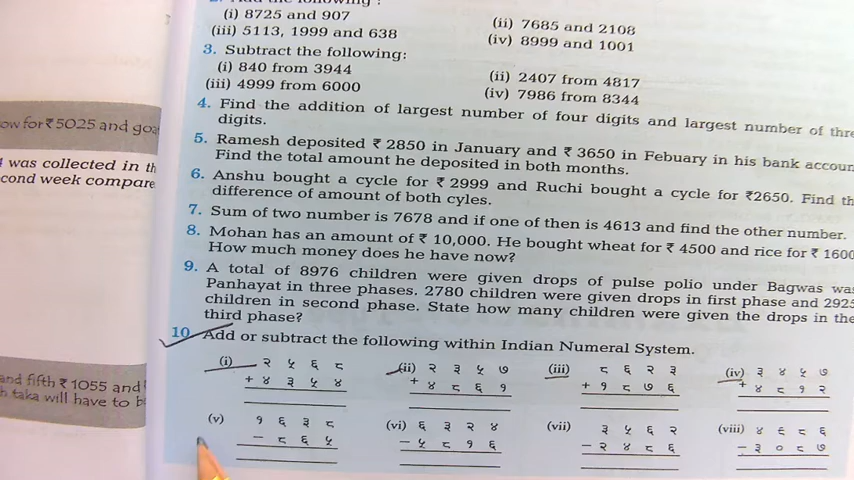 (i) 8725 and 907
(ii) 7685 and 2108
(iii) 5113, 1999 and 638
(iv) 8999 and 1001
3. Subtract the following:
(i) 840 from 3944
(ii) 2407 from 4817
(iii) 4999 from 6000
(iv) 7986 from 8344
4. Find the addition of largest number of four digits and largest number of
digits.
5. Ramesh deposited ₹ 2850 in January and ₹ 3650 in Febuary in his bank
Find the total amount he deposited in both months.
6. Anshu bought a cycle for ₹ 2999 and Ruchi bought a cycle for ₹2650. Find
difference of amount of both cyles.
7. Sum of two number is 7678 and if one of then is 4613 and find the other number.
8. Mohan has an amount of ₹ 10,000. He bought wheat for ₹ 4500 and rice for ₹ 1600
How much money does he have now?
9. A total of 8976 children were given drops of pulse polio under Bagwas
Panhayat in three phases. 2780 children were given drops in first phase and 2925
children in second phase. State how many children were given the drops in the
third phase?
10. Add or subtract the following within Indian Numeral System.
(i) २ ५ ६ ८
+ ४ ३ ५ ४
(ii) २ ३ ५ ७
+ ४ ८ ६ १
(iii) ८ ६ २ ३
+ १ ८ ७ ६
(iv) ३ ४ ५ ७
+ ४ ८ १ २
(v) १ ६ ३ ८
− ८ ६ ५
(vi) ६ ३ २ ४
− ५ ८ १ ६
(vii) ३ ५ ६ २
− २ ४ ८ ६
(viii) ४ ६ ८ ६
− ३ ० ८ ७
for ₹ 5025 and
was collected in
week compare
and fifth ₹ 1055 and
taka will have to